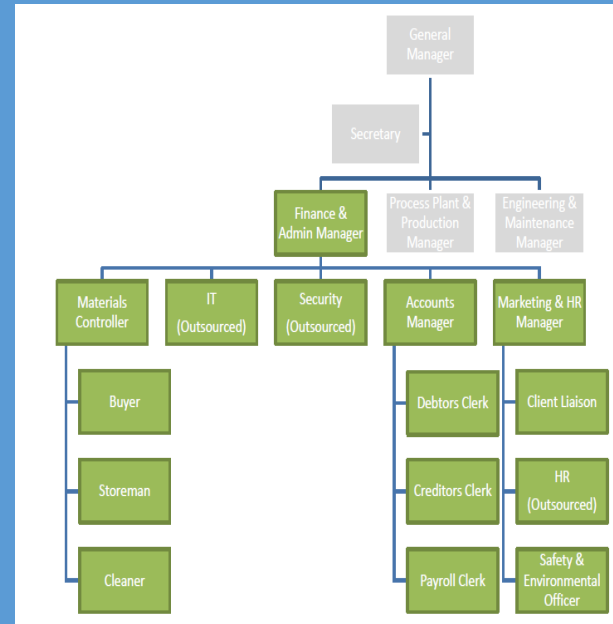 General
Manager
Secretary
Finance &
Admin Manager
Process Plant &
Production
Manager
Engineering &
Maintenance
Manager
Materials
Controller
IT
(Outsourced)
Security
(Outsourced)
Accounts
Manager
Marketing & HR
Manager
Buyer
Debtors Clerk
Client Liaison
Storeman
Creditors Clerk
HR
(Outsourced)
Cleaner
Payroll Clerk
Safety &
Environmental
Officer